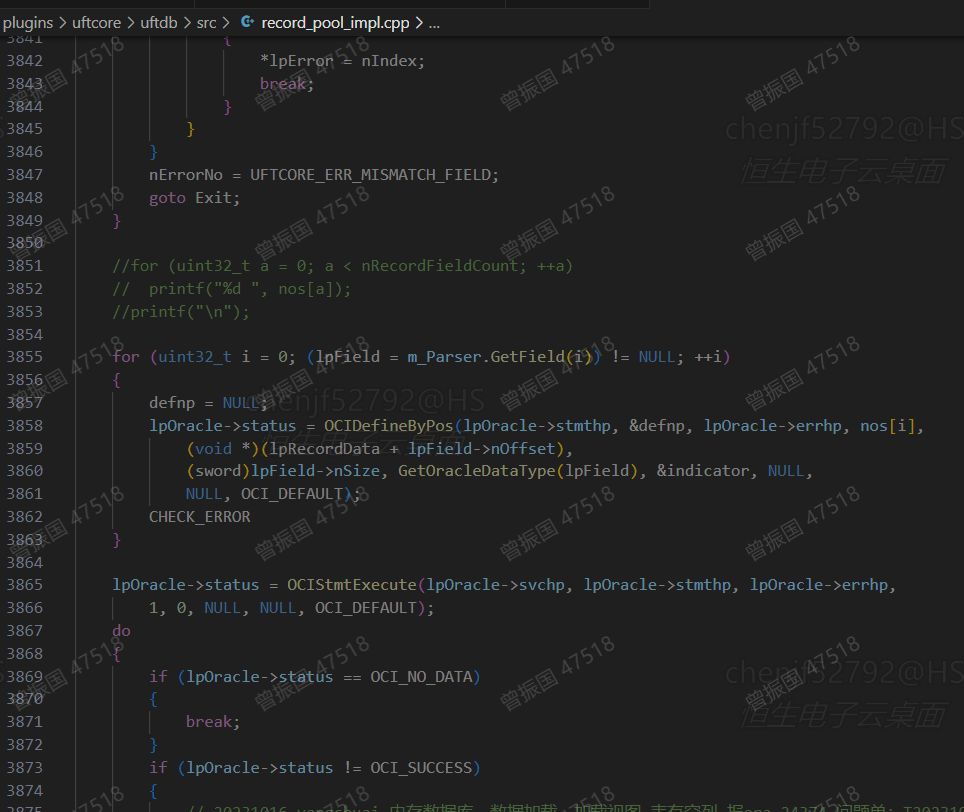 plugins > uftcore > uftdb > src > record_pool_impl.cpp > ...
3841 {
3842 *lpError = nIndex;
3843 break;
3844 }
3845 }
3846 }
3847 nErrorNo = UFTCORE_ERR_MISMATCH_FIELD;
3848 goto Exit;
3849 }
3850
3851 //for (uint32_t a = 0; a < nRecordFieldCount; ++a)
3852 //  printf("%d ", nos[a]);
3853 //printf("\n");
3854
3855 for (uint32_t i = 0; (lpField = m_Parser.GetField(i)) != NULL; ++i)
3856 {
3857 defnp = NULL;
3858 lpOracle->status = OCIDefineByPos(lpOracle->stmthp, &defnp, lpOracle->errhp, nos[i],
3859 (void *)(lpRecordData + lpField->nOffset),
3860 (sword)lpField->nSize, GetOracleDataType(lpField), &indicator, NULL,
3861 NULL, OCI_DEFAULT);
3862 CHECK_ERROR
3863 }
3864
3865 lpOracle->status = OCIStmtExecute(lpOracle->svchp, lpOracle->stmthp, lpOracle->errhp,
3866 1, 0, NULL, NULL, OCI_DEFAULT);
3867 do
3868 {
3869 if (lpOracle->status == OCI_NO_DATA)
3870 {
3871 break;
3872 }
3873 if (lpOracle->status != OCI_SUCCESS)
3874 {
3875 // 20231016
曾振国 47518
chenjf52792@HS
恒生电子云桌面